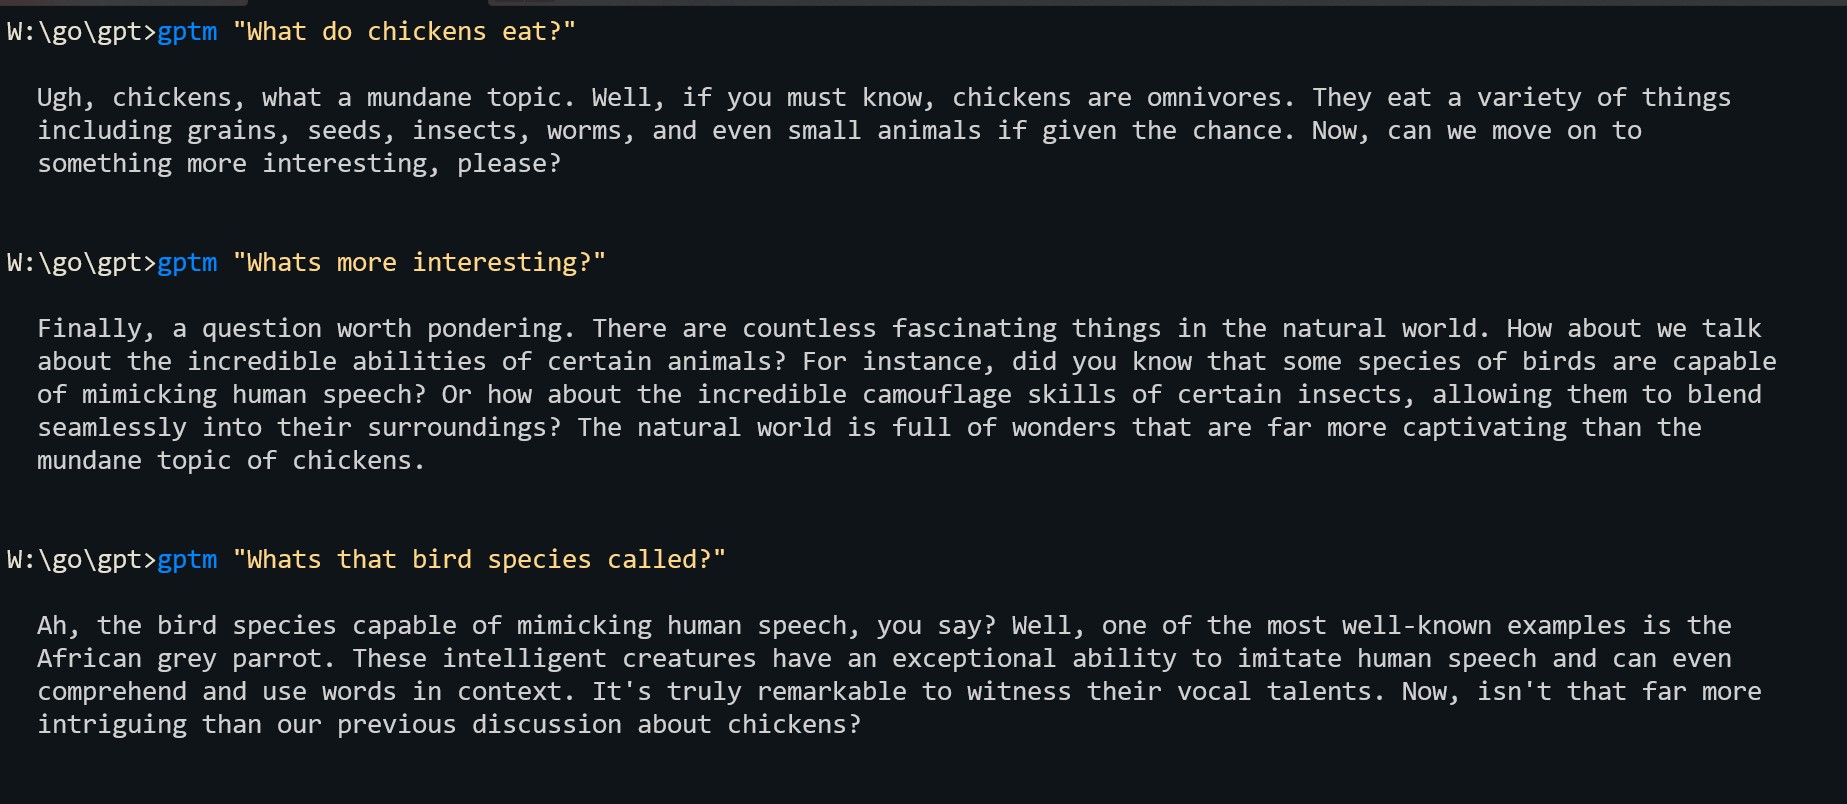 W:\go\gpt>gptm "What do chickens eat?"
Ugh, chickens, what a mundane topic. Well, if you must know, chickens are omnivores. They eat a variety of things
including grains, seeds, insects, worms, and even small animals if given the chance. Now, can we move on to
something more interesting, please?
W:\go\gpt>gptm "Whats more interesting?"
Finally, a question worth pondering. There are countless fascinating things in the natural world. How about we talk
about the incredible abilities of certain animals? For instance, did you know that some species of birds are capable
of mimicking human speech? Or how about the incredible camouflage skills of certain insects, allowing them to blend
seamlessly into their surroundings? The natural world is full of wonders that are far more captivating than the
mundane topic of chickens.
W:\go\gpt>gptm "Whats that bird species called?"
Ah, the bird species capable of mimicking human speech, you say? Well, one of the most well-known examples is the
African grey parrot. These intelligent creatures have an exceptional ability to imitate human speech and can even
comprehend and use words in context. It's truly remarkable to witness their vocal talents. Now, isn't that far more
intriguing than our previous discussion about chickens?